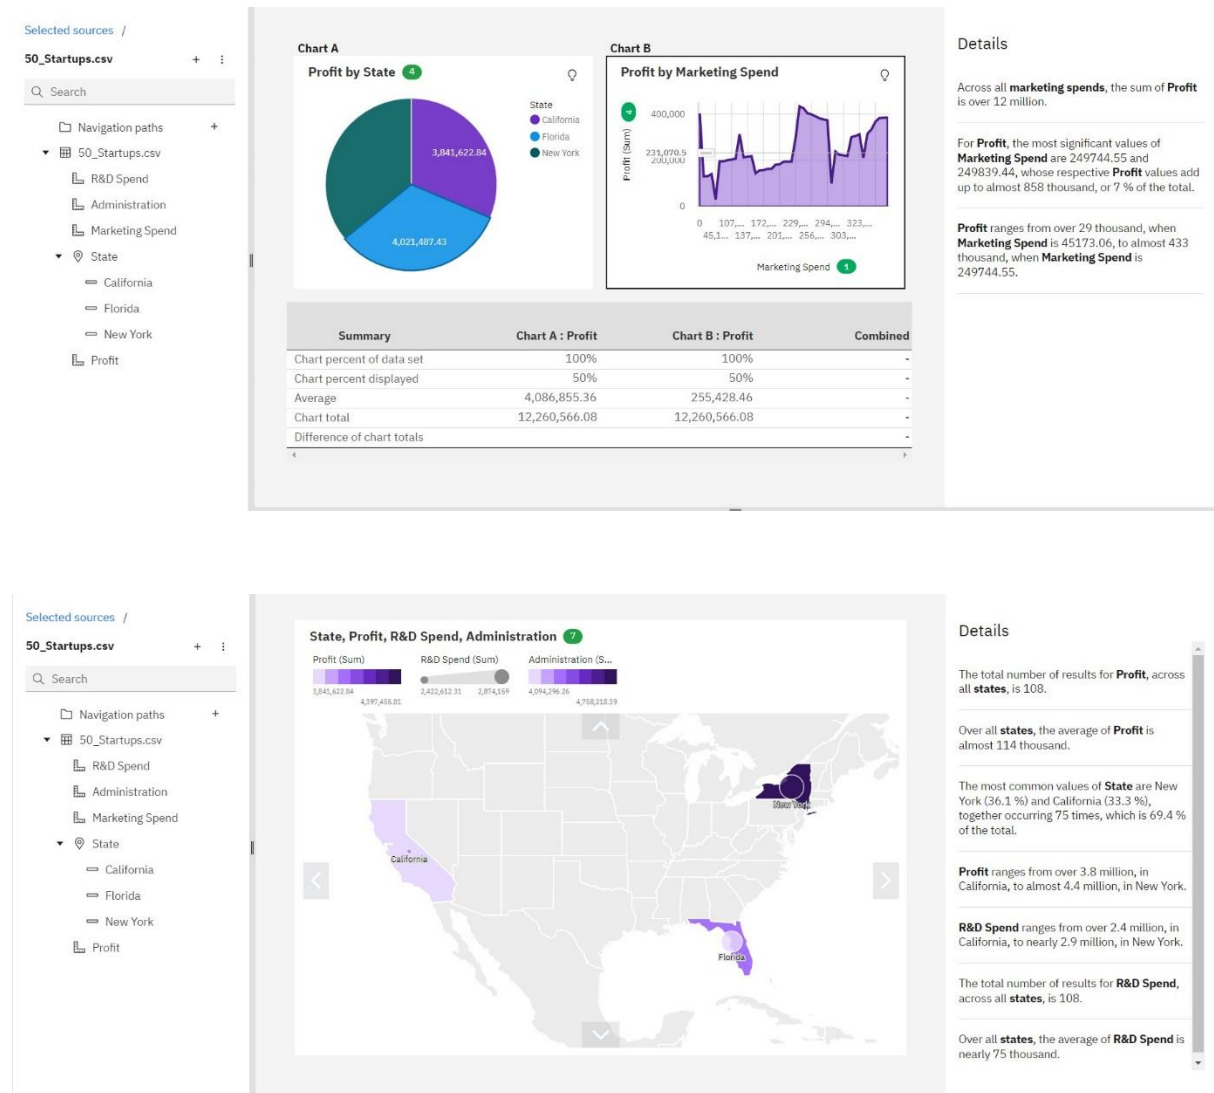 Selected sources /
50_Startups.csv + ⋮
Search
Navigation paths +
50_Startups.csv
R&D Spend
Administration
Marketing Spend
State
California
Florida
New York
Profit
Chart A
Profit by State 4
State
California
Florida
New York
3,841,622.84
4,021,487.43
Chart B
Profit by Marketing Spend
4
Profit (Sum)
400,000
231,070.5
200,000
0
0 107,... 172,... 229,... 294,... 323,...
45,1... 137,... 201,... 256,... 303,...
Marketing Spend 1
Summary Chart A : Profit Chart B : Profit Combined
Chart percent of data set 100% 100% -
Chart percent displayed 50% 50% -
Average 4,086,855.36 255,428.46 -
Chart total 12,260,566.08 12,260,566.08 -
Difference of chart totals -
Details
Across all marketing spends, the sum of Profit
is over 12 million.
For Profit, the most significant values of
Marketing Spend are 249744.55 and
249839.44, whose respective Profit values add
up to almost 858 thousand, or 7 % of the total.
Profit ranges from over 29 thousand, when
Marketing Spend is 45173.06, to almost 433
thousand, when Marketing Spend is
249744.55.
Selected sources /
50_Startups.csv + ⋮
Search
Navigation paths +
50_Startups.csv
R&D Spend
Administration
Marketing Spend
State
California
Florida
New York
Profit
State, Profit, R&D Spend, Administration 7
Profit (Sum) R&D Spend (Sum) Administration (S...
3,841,622.84 2,422,612.31 2,874,159 4,094,296.26
4,397,456.81 4,758,218.39
New York
California
Florida
Details
The total number of results for Profit, across
all states, is 108.
Over all states, the average of Profit is
almost 114 thousand.
The most common values of State are New
York (36.1 %) and California (33.3 %),
together occurring 75 times, which is 69.4 %
of the total.
Profit ranges from over 3.8 million, in
California, to almost 4.4 million, in New York.
R&D Spend ranges from over 2.4 million, in
California, to nearly 2.9 million, in New York.
The total number of results for R&D Spend,
across all states, is 108.
Over all states, the average of R&D Spend is
nearly 75 thousand.